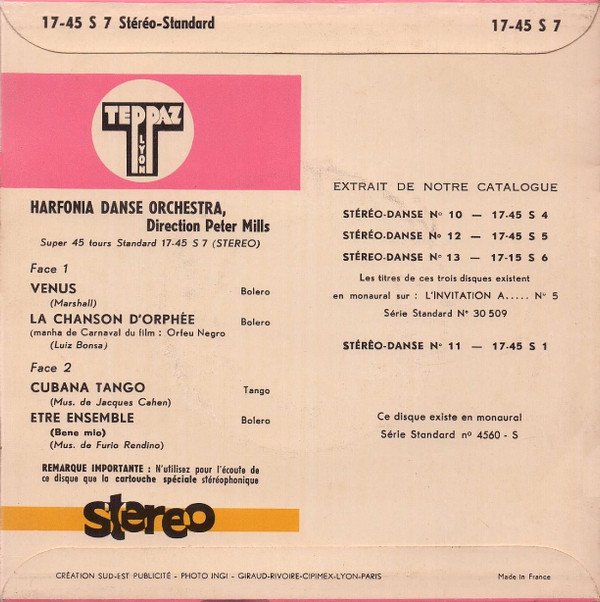 17-45 S 7 Stéréo-Standard
17-45 S 7
TEPPAZ
LYON
HARFONIA DANSE ORCHESTRA,
Direction Peter Mills
Super 45 tours Standard 17-45 S 7 (STEREO)
Face 1
VENUS Bolero
(Marshall)
LA CHANSON D'ORPHÉE Bolero
(manha de Carnaval du film : Orfeu Negro
(Luiz Bonsa)
Face 2
CUBANA TANGO Tango
(Mus. de Jacques Cahen)
ETRE ENSEMBLE Bolero
(Bene mio)
(Mus. de Furio Rendino)
REMARQUE IMPORTANTE : N'utilisez pour l'écoute de
ce disque que la cartouche spéciale stéréophonique
stereo
EXTRAIT DE NOTRE CATALOGUE
STÉRÉO-DANSE No 10 — 17-45 S 4
STÉRÉO-DANSE No 12 — 17-45 S 5
STÉRÉO-DANSE No 13 — 17-15 S 6
Les titres de ces trois disques existent
en monaural sur : L'INVITATION A..... No 5
Série Standard N° 30 509
STÉRÉO-DANSE No 11 — 17-45 S 1
Ce disque existe en monaural
Série Standard no 4560 - S
CRÉATION SUD-EST PUBLICITÉ - PHOTO INGI - GIRAUD-RIVOIRE-CIPIMEX-LYON-PARIS
Made in France